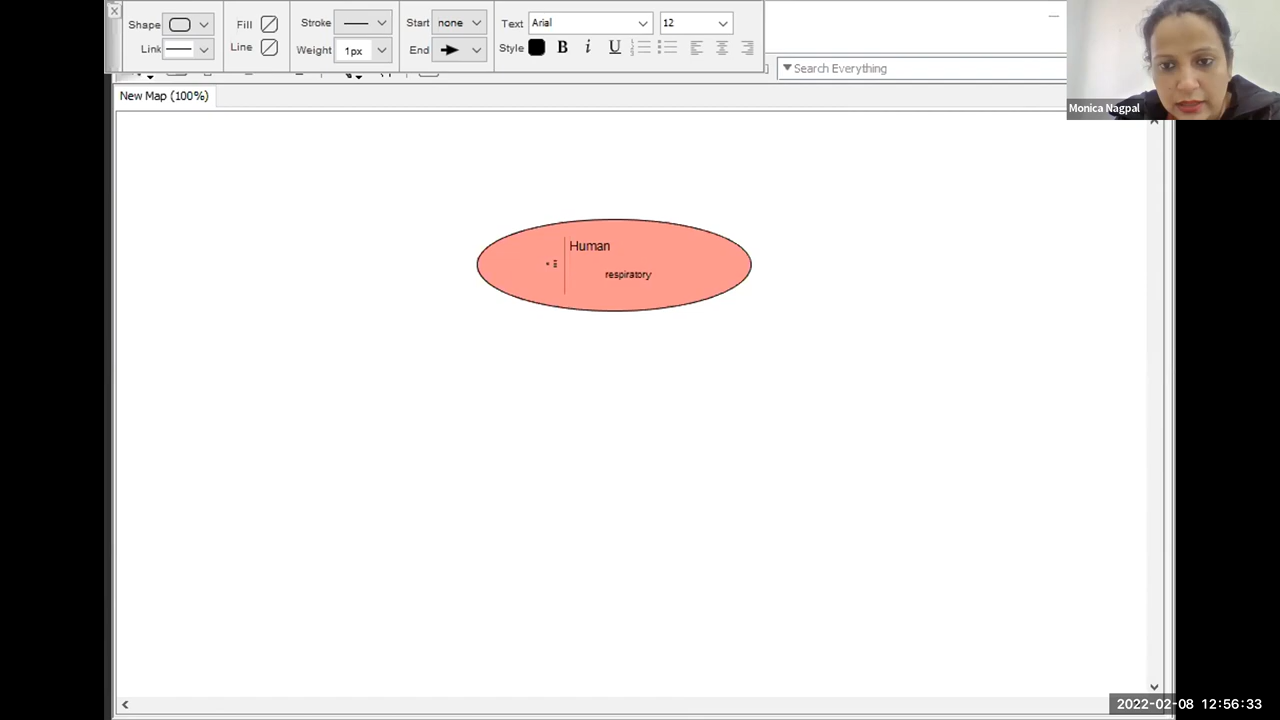 Shape
Fill
Stroke
Start none
Text Arial 12
Link
Line
Weight 1px
End
Style B i U
Search Everything
New Map (100%)
Monica Nagpal
Human
respiratory
2022-02-08 12:56:33